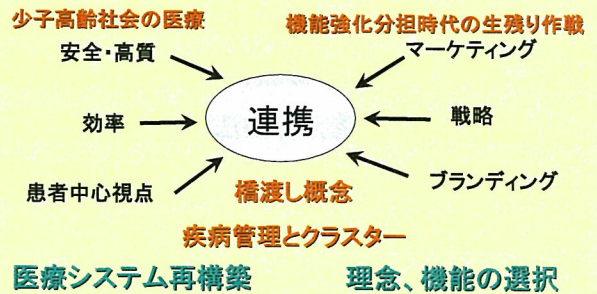 少子高齢社会の医療
機能強化分担時代の生残り作戦
安全・高質
マーケティング
効率
連携
戦略
患者中心視点
ブランディング
橋渡し概念
疾病管理とクラスター
医療システム再構築
理念、機能の選択